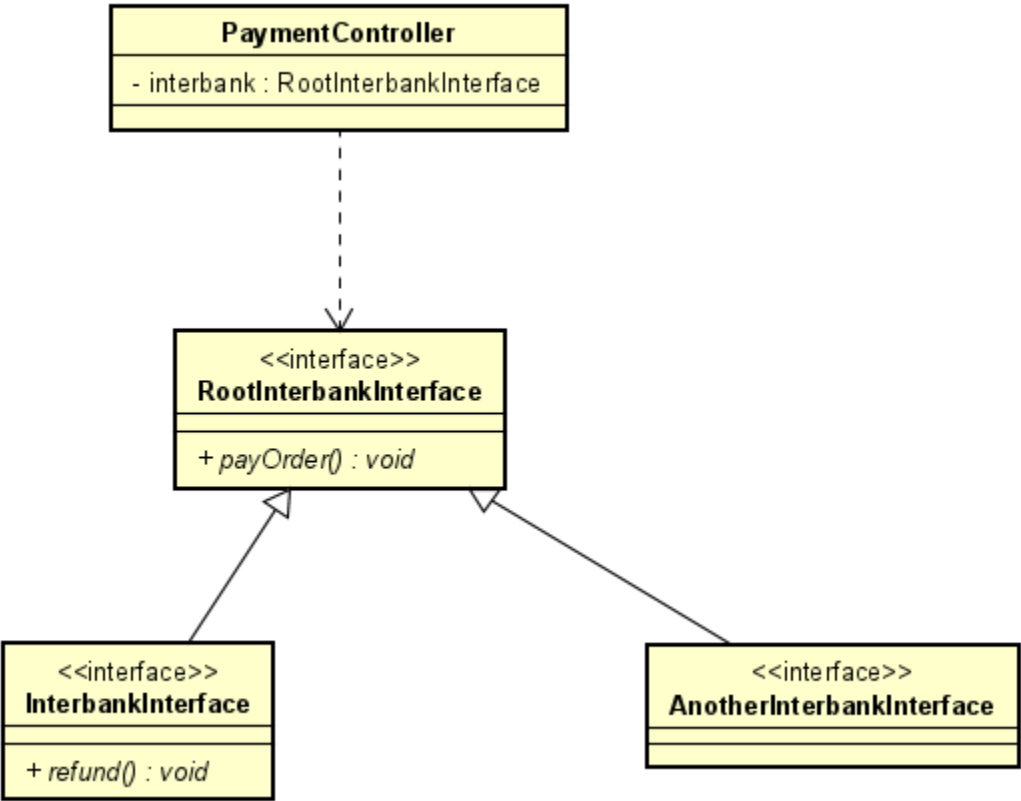 PaymentController
- interbank : RootInterbankInterface
<<interface>>
RootInterbankInterface
+ payOrder() : void
<<interface>>
InterbankInterface
+ refund() : void
<<interface>>
AnotherInterbankInterface